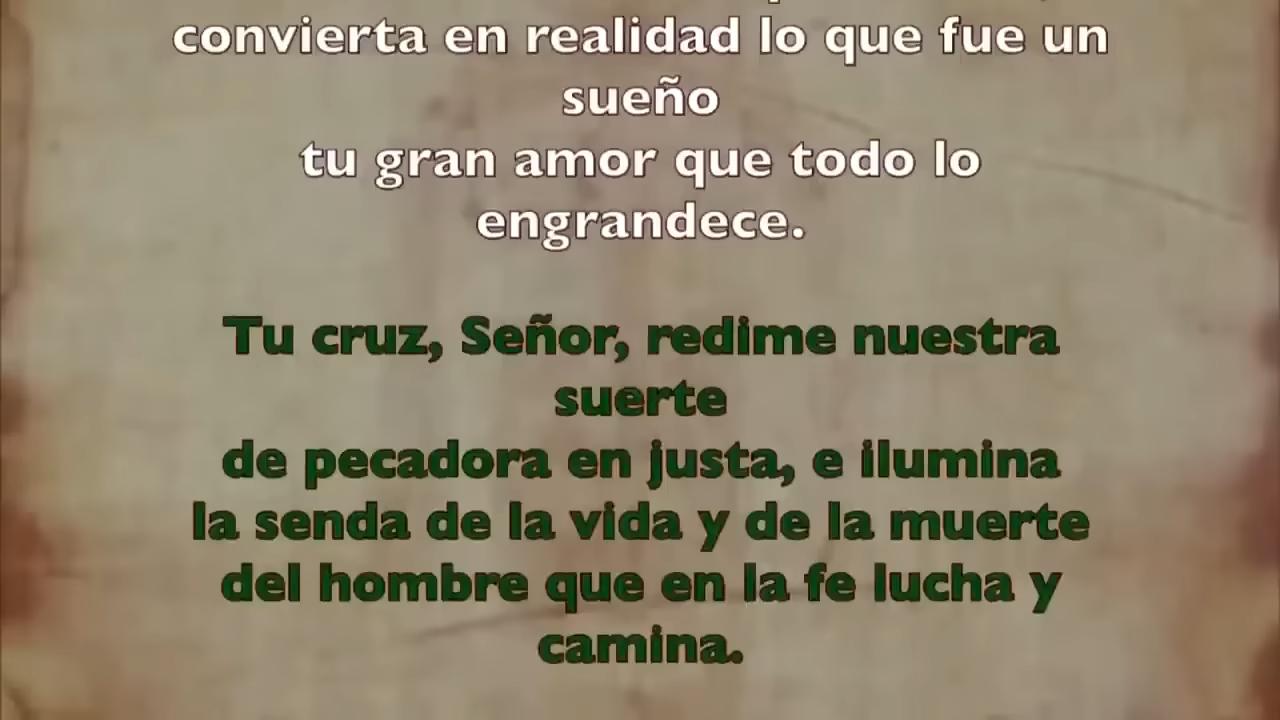 convierta en realidad lo que fue un
sueño
tu gran amor que todo lo
engrandece.
Tu cruz, Señor, redime nuestra
suerte
de pecadora en justa, e ilumina
la senda de la vida y de la muerte
del hombre que en la fe lucha y
camina.